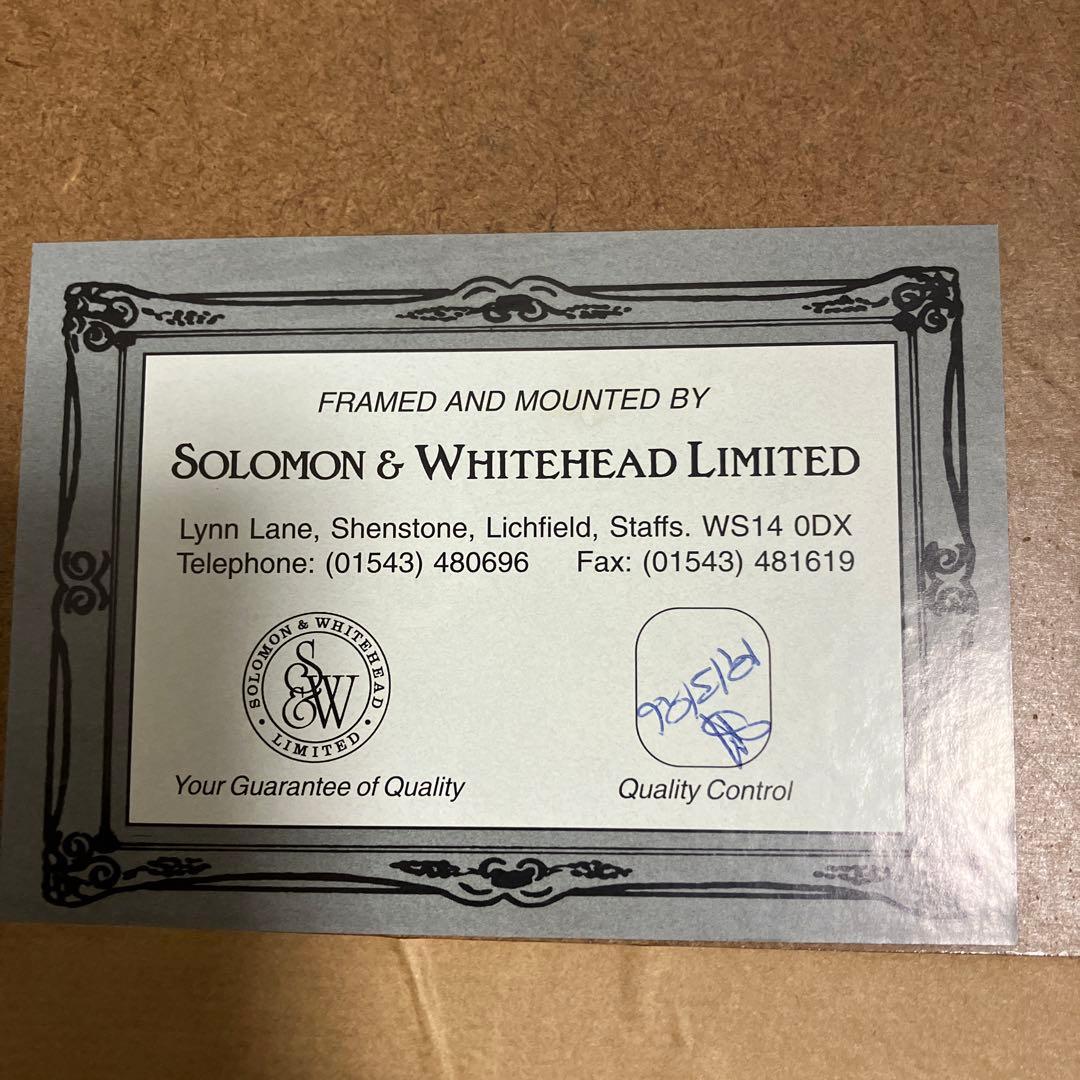 FRAMED AND MOUNTED BY
SOLOMON & WHITEHEAD LIMITED
Lynn Lane, Shenstone, Lichfield, Staffs. WS14 0DX
Telephone: (01543) 480696 Fax: (01543) 481619
SOLOMON & WHITEHEAD
S&W
LIMITED
Your Guarantee of Quality
Quality Control